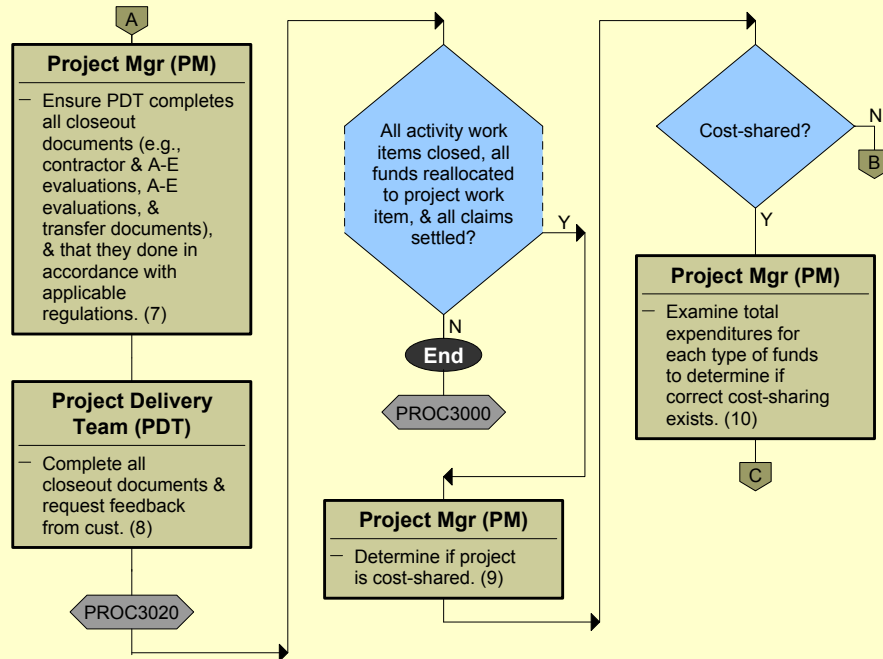 A
Project Mgr (PM)
– Ensure PDT completes
all closeout
documents (e.g.,
contractor & A-E
evaluations, A-E
evaluations, &
transfer documents),
& that they done in
accordance with
applicable
regulations. (7)
Project Delivery
Team (PDT)
– Complete all
closeout documents &
request feedback
from cust. (8)
PROC3020
All activity work
items closed, all
funds reallocated
to project work
item, & all claims
settled?
Y
N
End
PROC3000
Project Mgr (PM)
– Determine if project
is cost-shared. (9)
Cost-shared?
N
B
Y
Project Mgr (PM)
– Examine total
expenditures for
each type of funds
to determine if
correct cost-sharing
exists. (10)
C